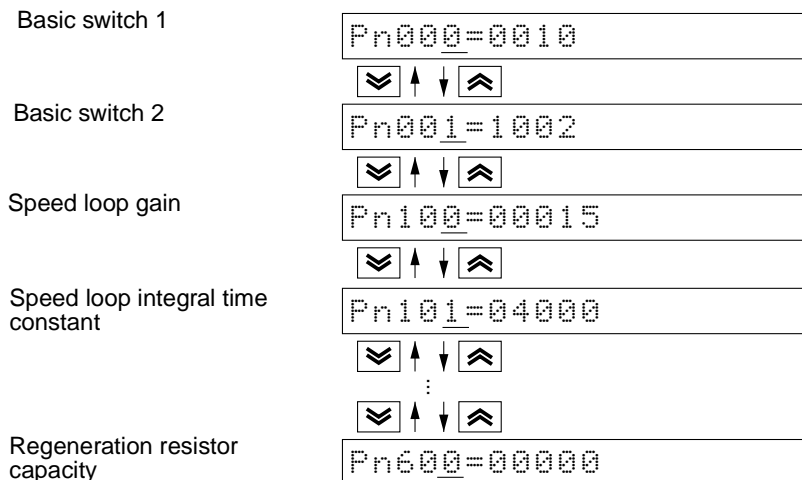 Basic switch 1
Pn000=0010
Basic switch 2
Pn001=1002
Speed loop gain
Pn100=00015
Speed loop integral time
constant
Pn101=04000
Regeneration resistor
capacity
Pn600=00000